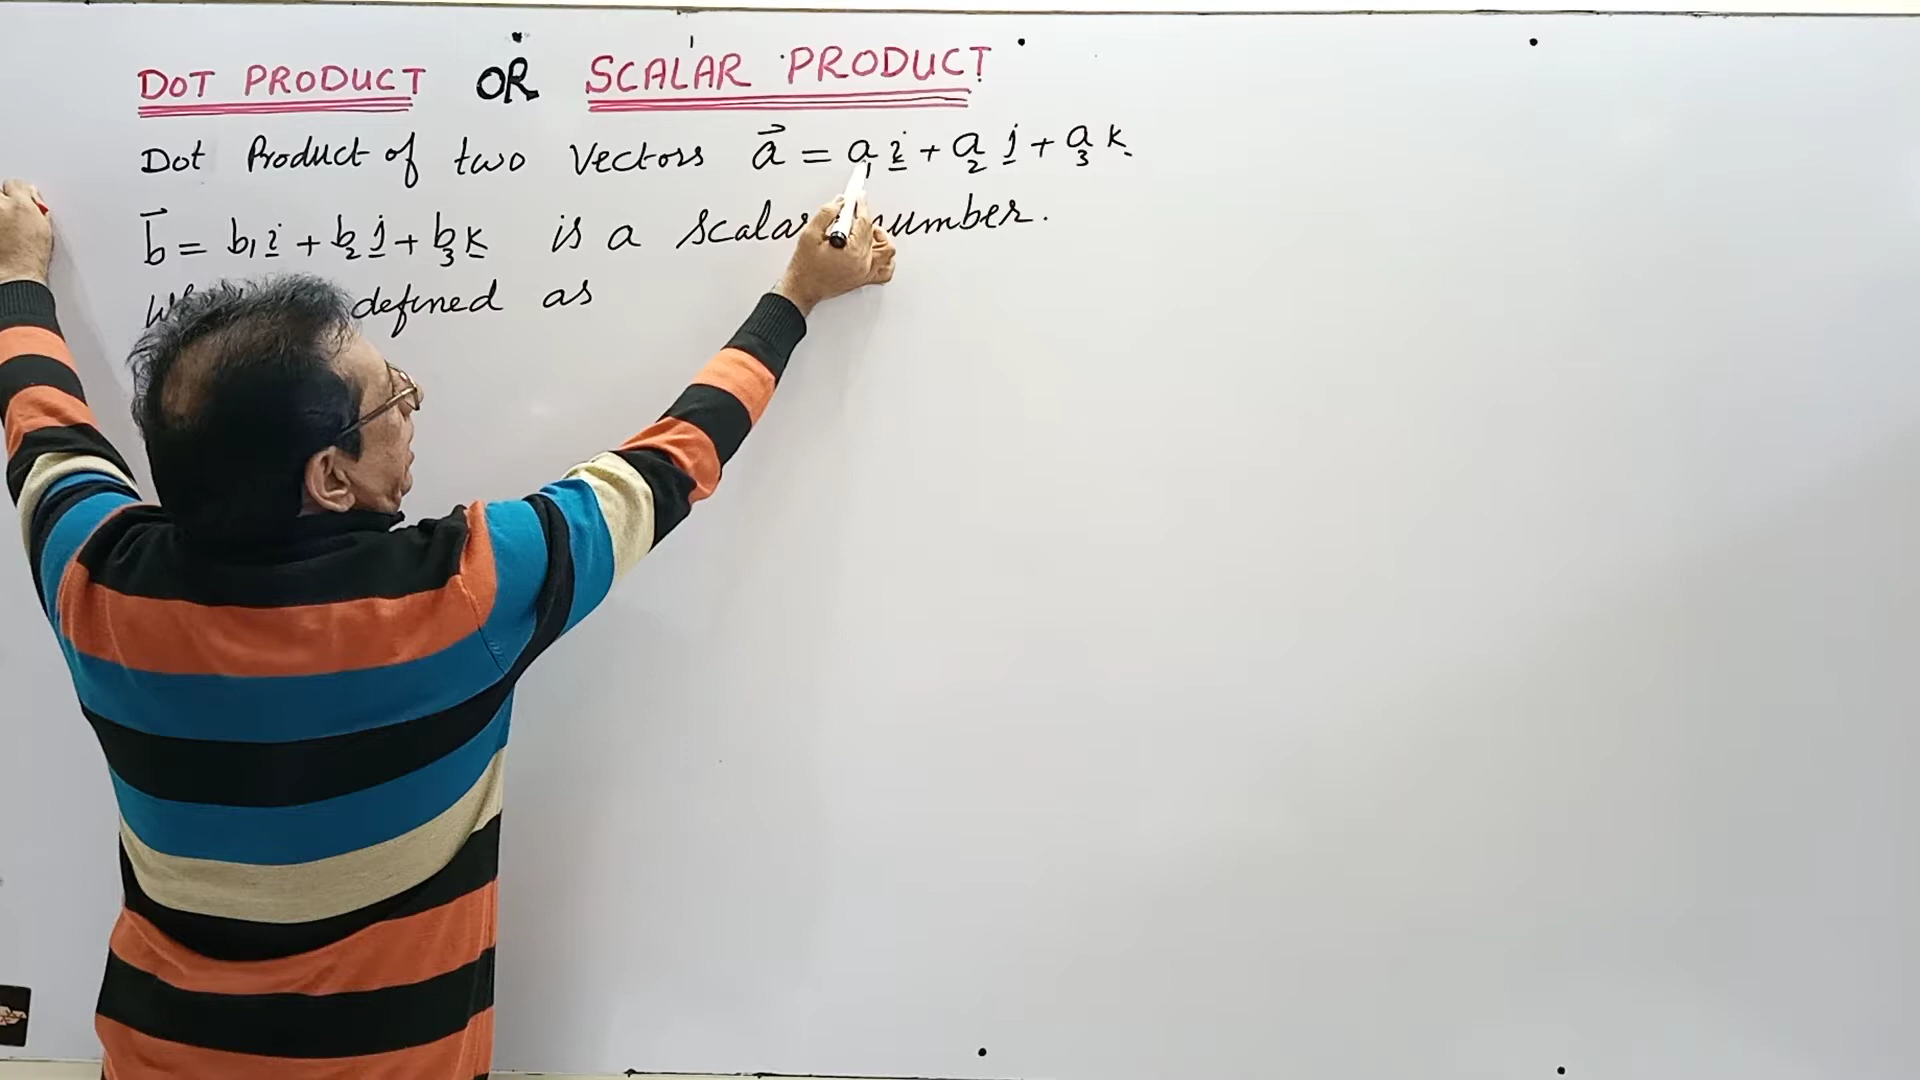 DOT PRODUCT OR SCALAR PRODUCT
Dot Product of two Vectors a⃗ = a₁i̲ + a₂j̲ + a₃k̲
b⃗ = b₁i̲ + b₂j̲ + b₃k̲ is a scalar number.
defined as